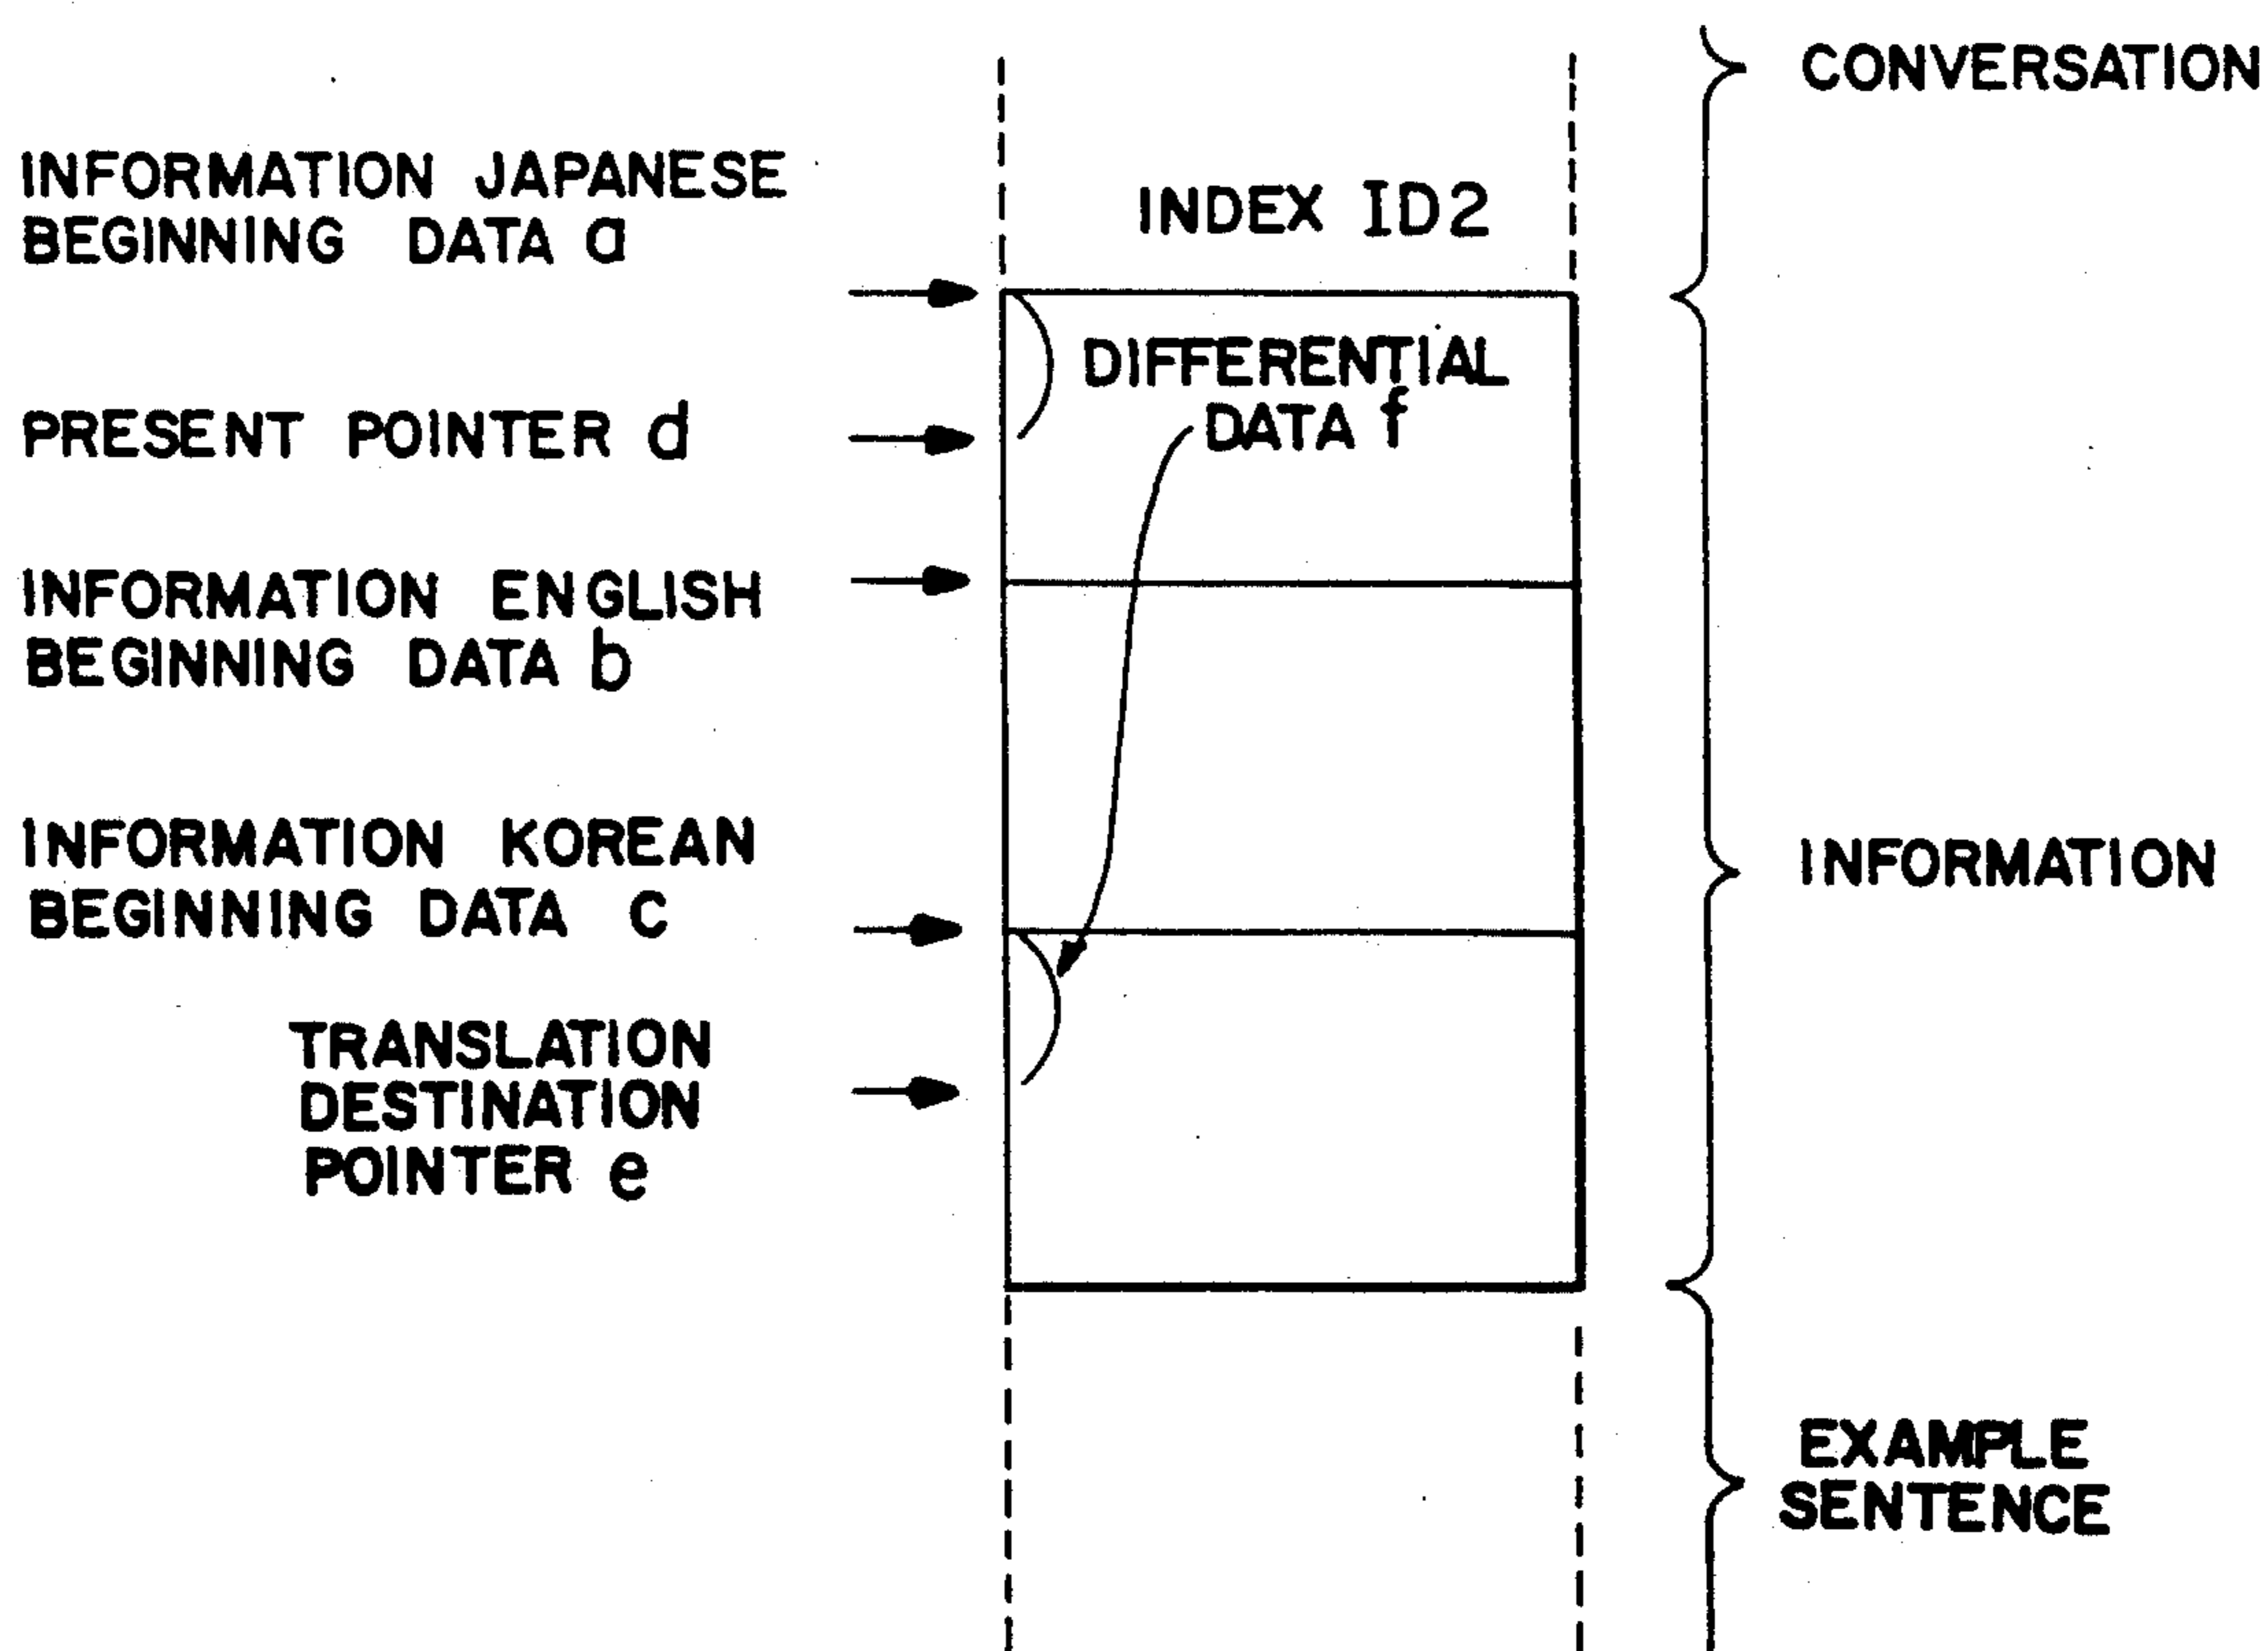 CONVERSATION
INFORMATION JAPANESE
BEGINNING DATA a
INDEX ID2
DIFFERENTIAL
DATA f
PRESENT POINTER d
INFORMATION ENGLISH
BEGINNING DATA b
INFORMATION KOREAN
BEGINNING DATA c
INFORMATION
TRANSLATION
DESTINATION
POINTER e
EXAMPLE
SENTENCE